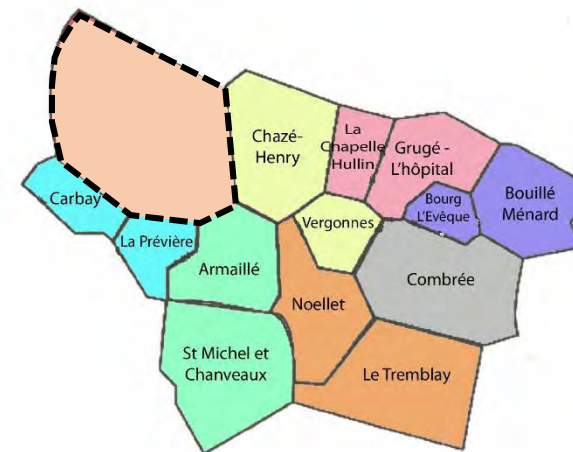 Chazé-
Henry
La
Chapelle
Hullin
Grugé -
L'hôpital
Bourg
L'Evêque
Bouillé
Ménard
Carbay
La Prévière
Vergonnes
Armaillé
Noellet
Combrée
St Michel et
Chanveaux
Le Tremblay